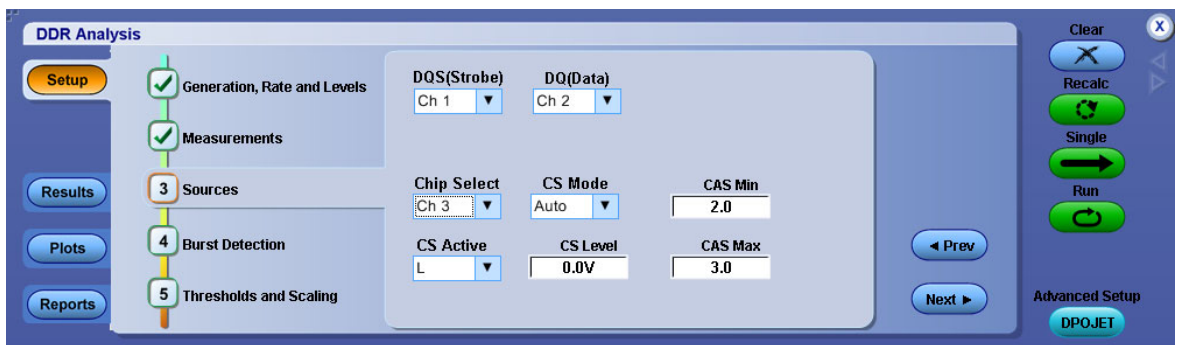 DDR Analysis
Setup
Results
Plots
Reports
Generation, Rate and Levels
Measurements
3 Sources
4 Burst Detection
5 Thresholds and Scaling
DQS(Strobe) DQ(Data)
Ch 1 Ch 2
Chip Select CS Mode CAS Min
Ch 3 Auto 2.0
CS Active CS Level CAS Max
L 0.0V 3.0
Prev
Next
Clear
X
Recalc
Single
Run
Advanced Setup
DPOJET